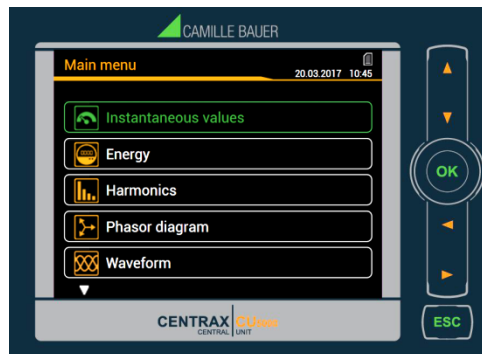 CAMILLE BAUER
Main menu
20.03.2017 10:45
Instantaneous values
Energy
Harmonics
Phasor diagram
Waveform
OK
ESC
CENTRAX
CENTRAL UNIT